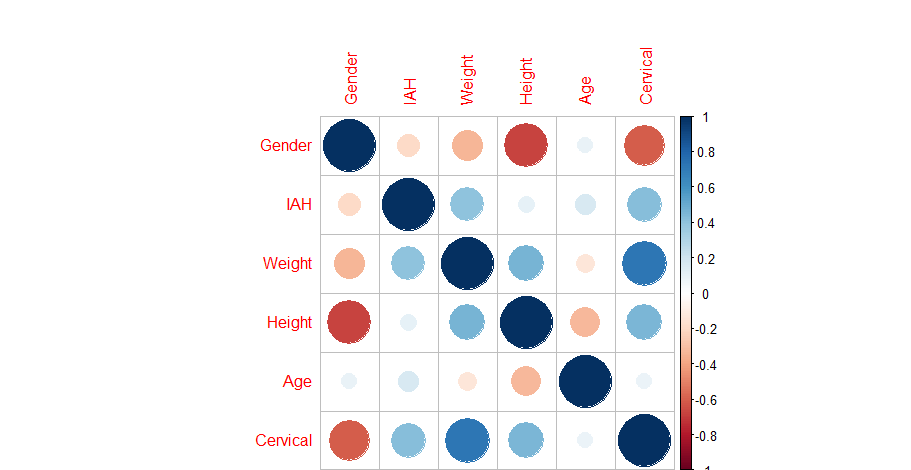 Gender IAH Weight Height Age Cervical
Gender
IAH
Weight
Height
Age
Cervical
1
0.8
0.6
0.4
0.2
0
-0.2
-0.4
-0.6
-0.8
-1